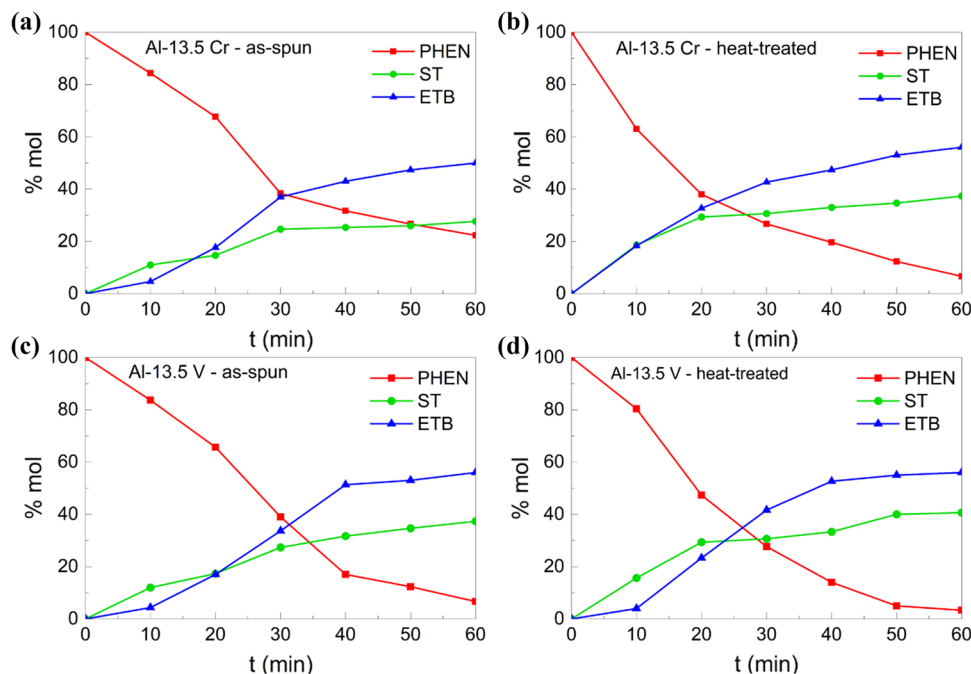 (a)
Al-13.5 Cr - as-spun
PHEN
ST
ETB
% mol
100
80
60
40
20
0
0 10 20 30 40 50 60
t (min)
(b)
Al-13.5 Cr - heat-treated
PHEN
ST
ETB
% mol
100
80
60
40
20
0
0 10 20 30 40 50 60
t (min)
(c)
Al-13.5 V - as-spun
PHEN
ST
ETB
% mol
100
80
60
40
20
0
0 10 20 30 40 50 60
t (min)
(d)
Al-13.5 V - heat-treated
PHEN
ST
ETB
% mol
100
80
60
40
20
0
0 10 20 30 40 50 60
t (min)